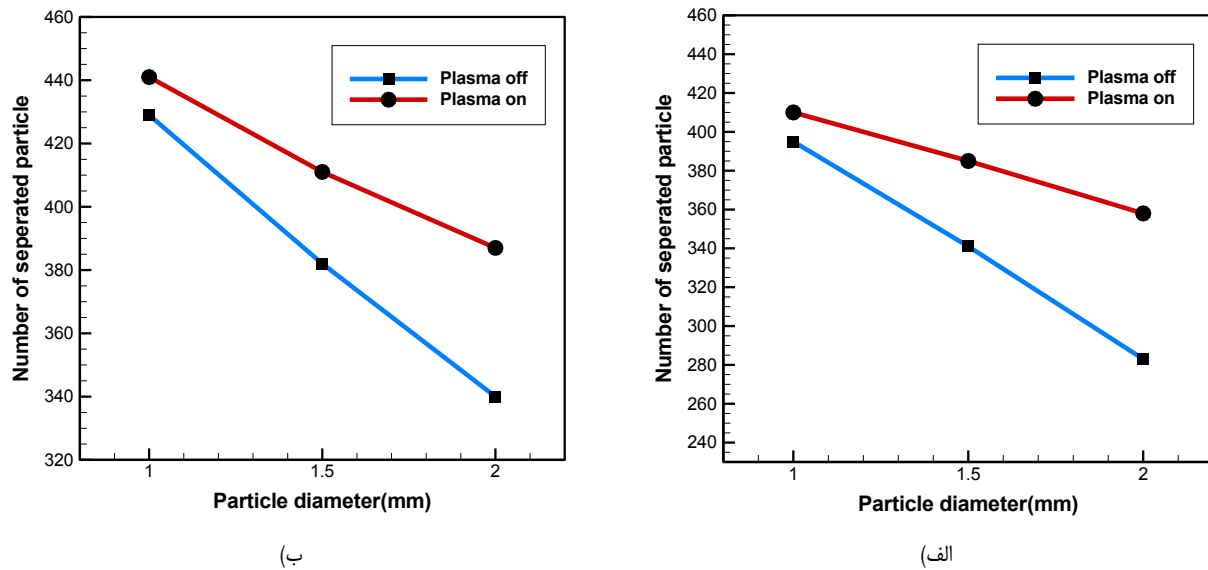 460
440
420
400
380
360
340
320
1
1.5
2
Number of seperated particle
Particle diameter(mm)
Plasma off
Plasma on
ب)
460
440
420
400
380
360
340
320
300
280
260
240
1
1.5
2
Number of seperated particle
Particle diameter(mm)
Plasma off
Plasma on
الف)